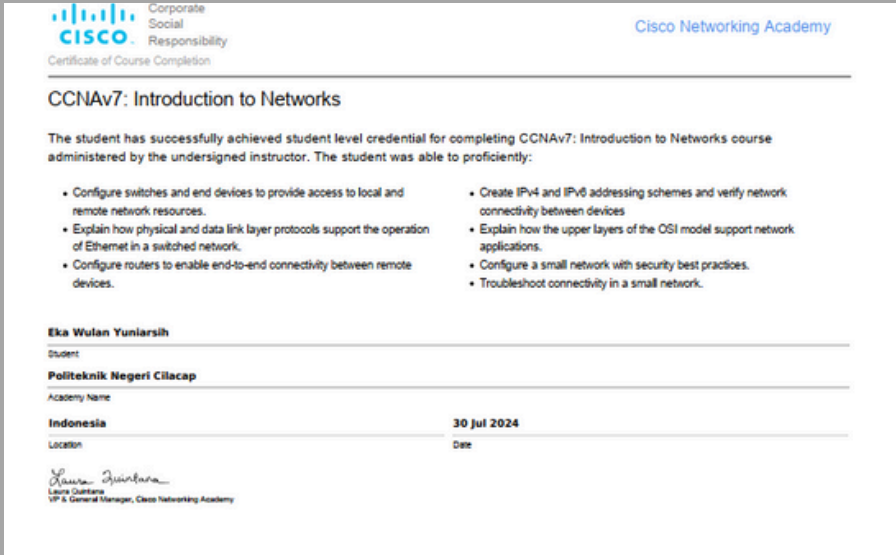 Corporate
Social
Responsibility
CISCO
Cisco Networking Academy
Certificate of Course Completion
CCNAv7: Introduction to Networks
The student has successfully achieved student level credential for completing CCNAv7: Introduction to Networks course
administered by the undersigned instructor. The student was able to proficiently:
• Configure switches and end devices to provide access to local and
remote network resources.
• Explain how physical and data link layer protocols support the operation
of Ethernet in a switched network.
• Configure routers to enable end-to-end connectivity between remote
devices.
• Create IPv4 and IPv6 addressing schemes and verify network
connectivity between devices
• Explain how the upper layers of the OSI model support network
applications.
• Configure a small network with security best practices.
• Troubleshoot connectivity in a small network.
Eka Wulan Yuniarsih
Student
Politeknik Negeri Cilacap
Academy Name
Indonesia
Location
30 Jul 2024
Date
Laura Quintana
Laura Quintana
VP & General Manager, Cisco Networking Academy